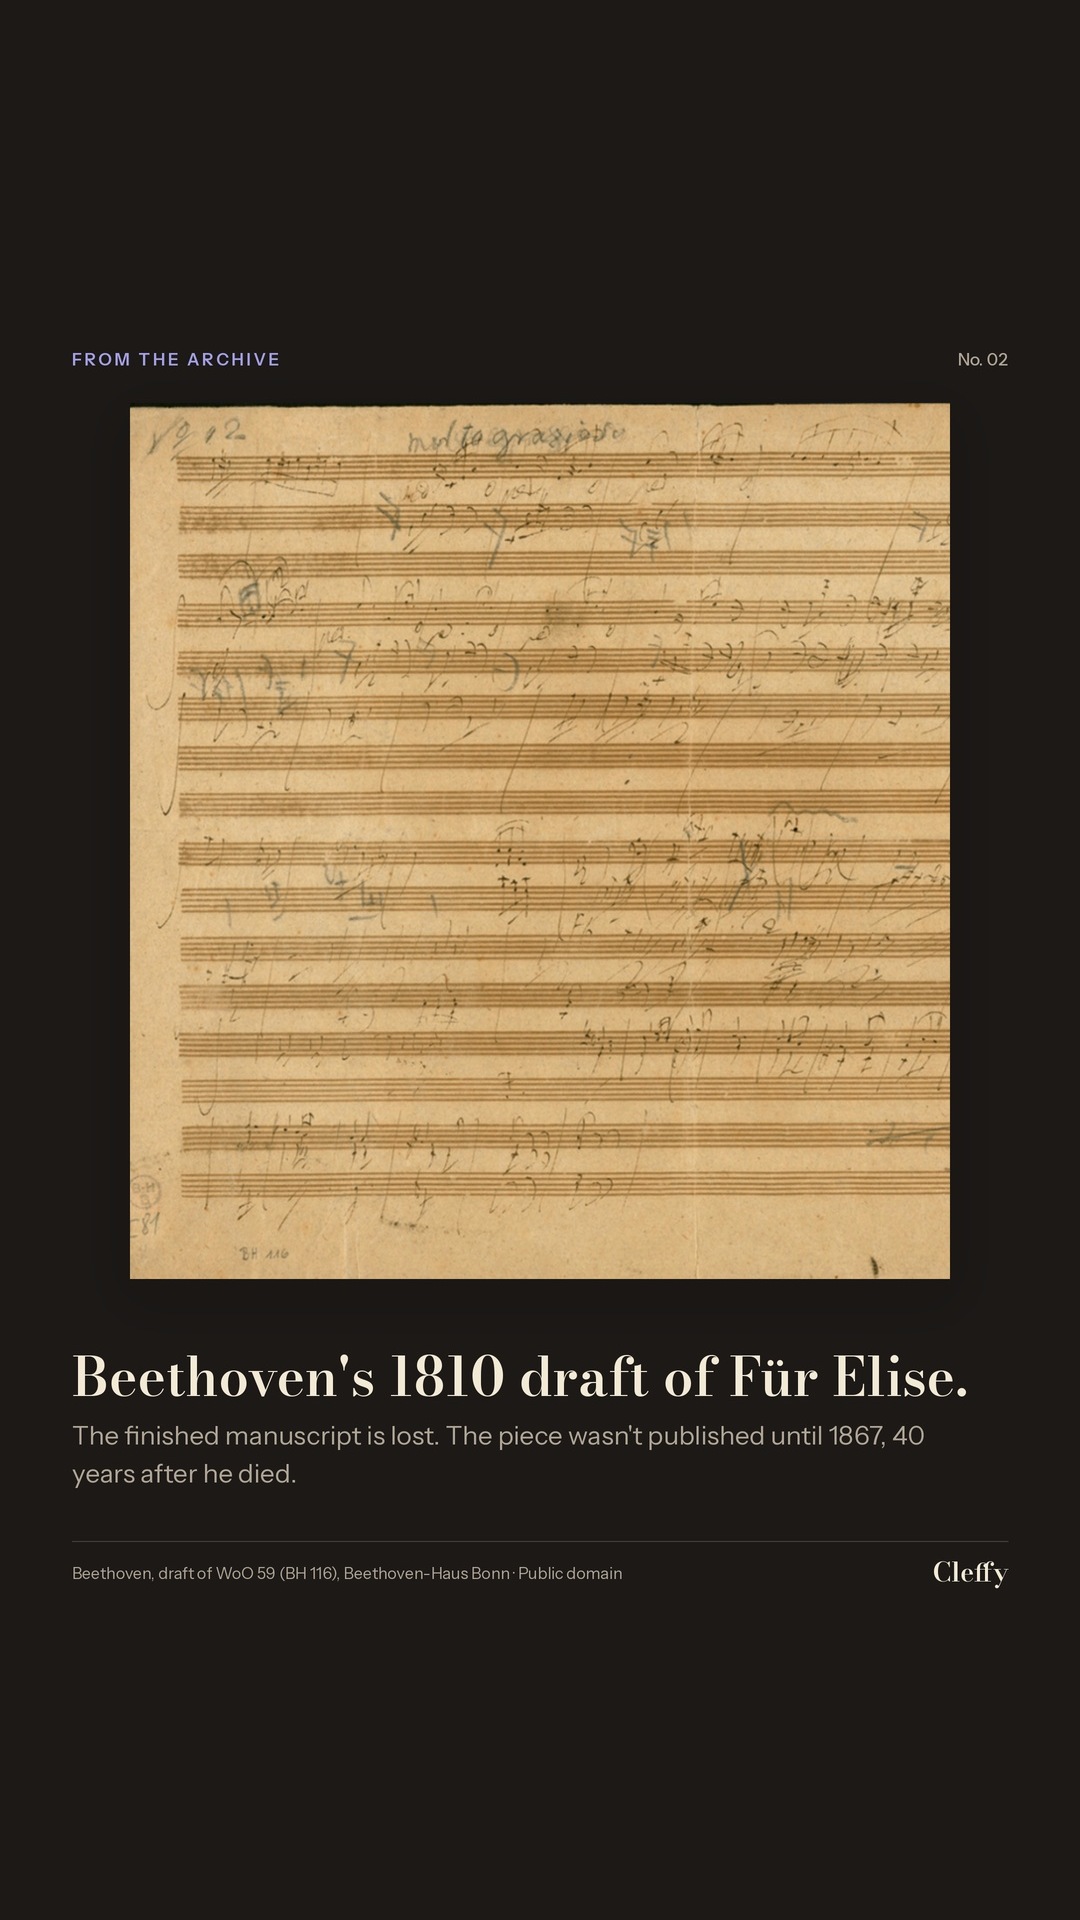 FROM THE ARCHIVE
No. 02
No 12
molto grazioso
BH 116
Beethoven's 1810 draft of Für Elise.
The finished manuscript is lost. The piece wasn't published until 1867, 40
years after he died.
Beethoven, draft of WoO 59 (BH 116), Beethoven-Haus Bonn · Public domain
Cleffy